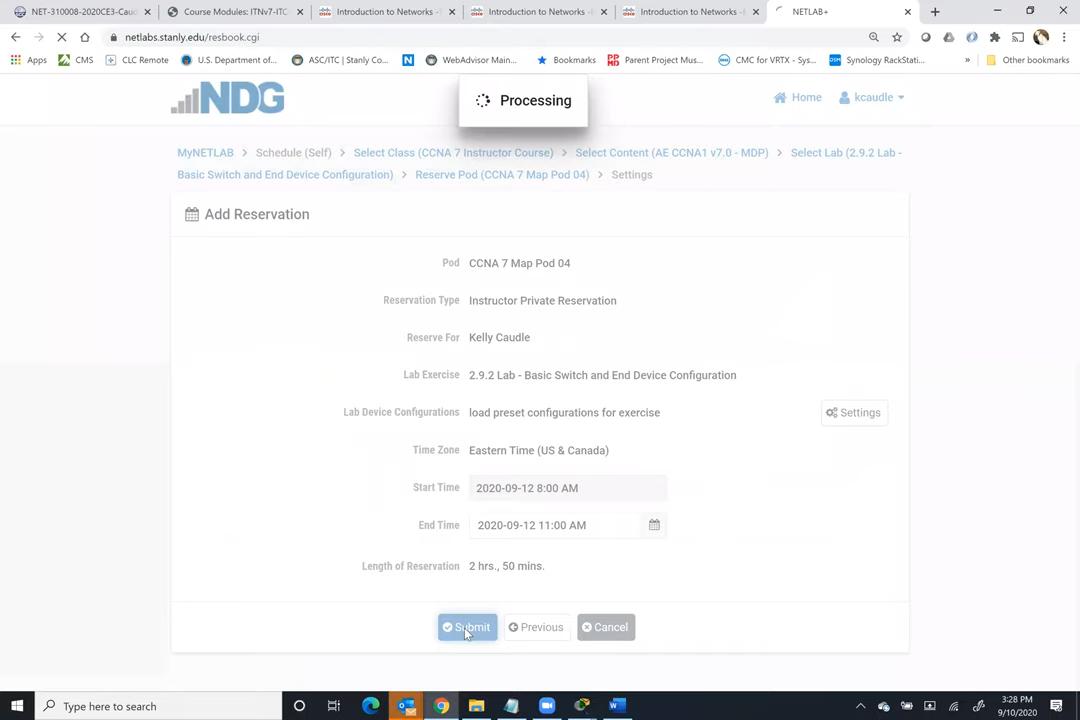 NET-310008-2020CE3-Caud
Course Modules: ITNv7-ITC
Introduction to Networks -
Introduction to Networks -
Introduction to Networks -
NETLAB+
netlabs.stanly.edu/resbook.cgi
Apps
CMS
CLC Remote
U.S. Department of...
ASC/ITC | Stanly Co...
WebAdvisor Main...
Bookmarks
Parent Project Mus...
CMC for VRTX - Sys...
Synology RackStati...
»
Other bookmarks
NDG
Processing
Home
kcaudle
MyNETLAB > Schedule (Self) > Select Class (CCNA 7 Instructor Course) > Select Content (AE CCNA1 v7.0 - MDP) > Select Lab (2.9.2 Lab -
Basic Switch and End Device Configuration) > Reserve Pod (CCNA 7 Map Pod 04) > Settings
Add Reservation
Pod CCNA 7 Map Pod 04
Reservation Type Instructor Private Reservation
Reserve For Kelly Caudle
Lab Exercise 2.9.2 Lab - Basic Switch and End Device Configuration
Lab Device Configurations load preset configurations for exercise Settings
Time Zone Eastern Time (US & Canada)
Start Time 2020-09-12 8:00 AM
End Time 2020-09-12 11:00 AM
Length of Reservation 2 hrs., 50 mins.
Submit Previous Cancel
Type here to search
3:28 PM
9/10/2020